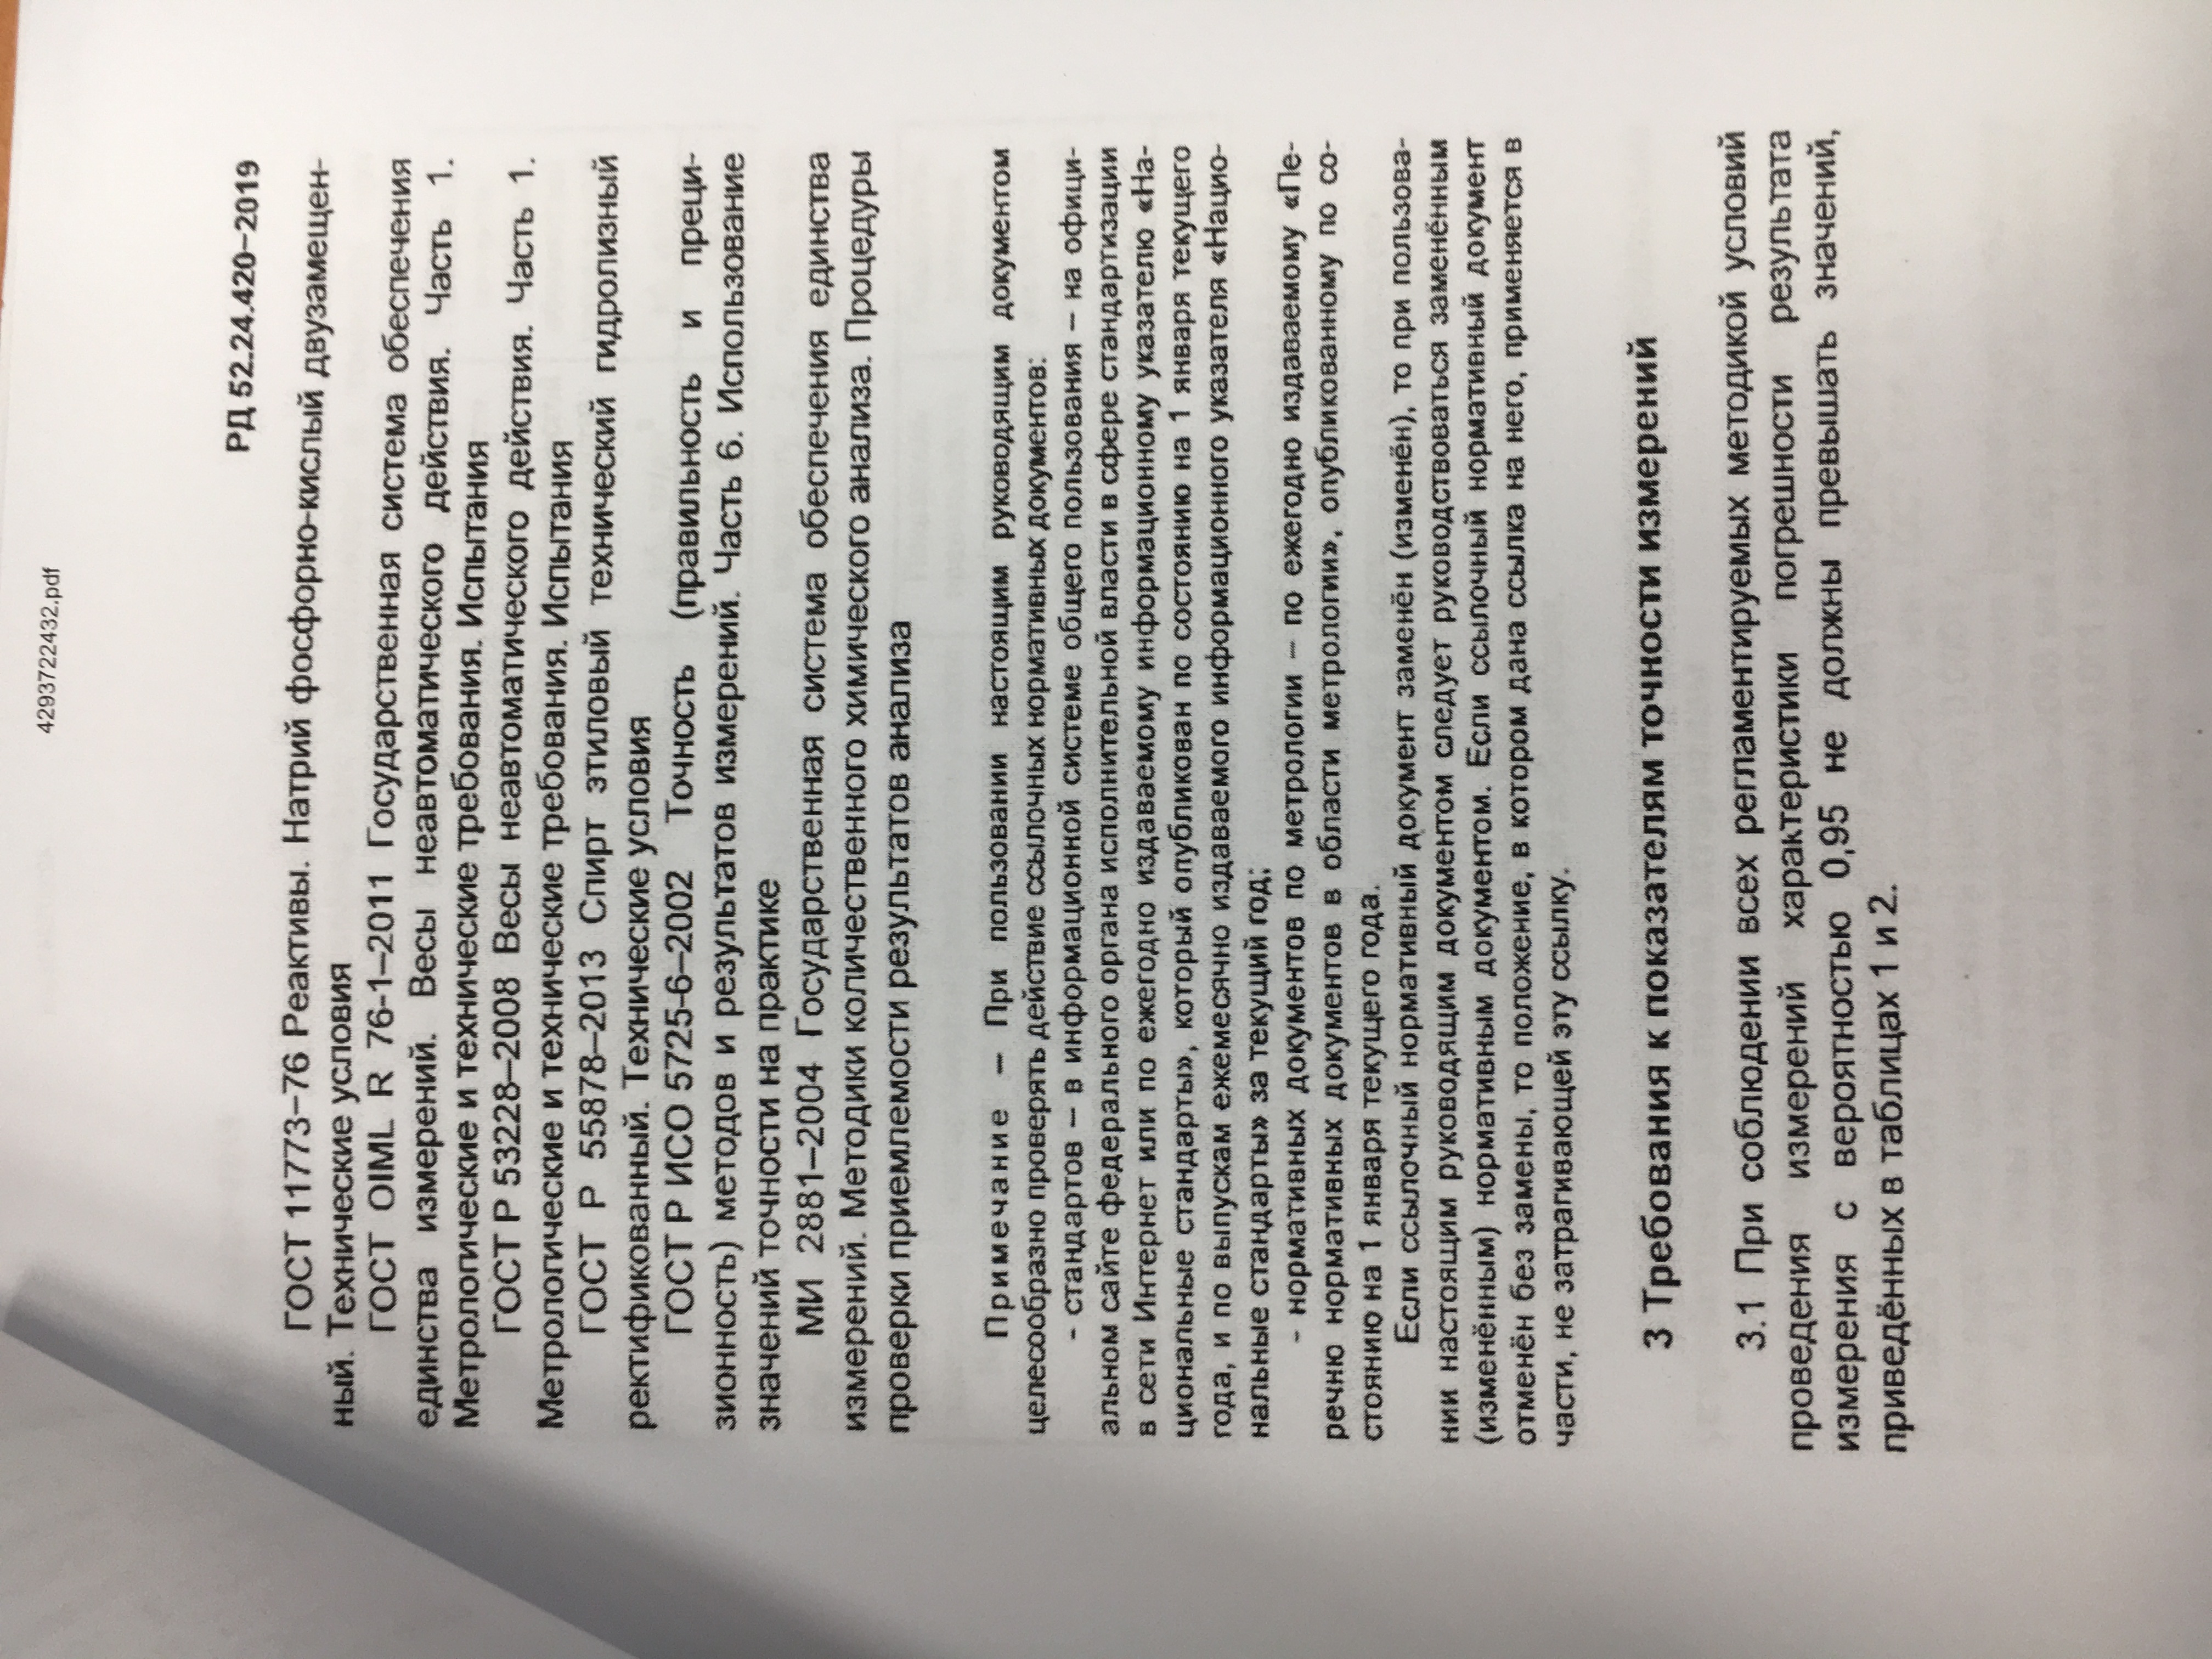 4293722432.pdf
РД 52.24.420–2019
ГОСТ 11773–76 Реактивы. Натрий фосфорно-кислый двузамещен-
ный. Технические условия
ГОСТ OIML R 76-1–2011 Государственная система обеспечения
единства измерений. Весы неавтоматического действия. Часть 1.
Метрологические и технические требования. Испытания
ГОСТ Р 53228–2008 Весы неавтоматического действия. Часть 1.
Метрологические и технические требования. Испытания
ГОСТ Р 55878–2013 Спирт этиловый технический гидролизный
ректификованный. Технические условия
ГОСТ Р ИСО 5725-6–2002 Точность (правильность и преци-
зионность) методов и результатов измерений. Часть 6. Использование
значений точности на практике
МИ 2881–2004 Государственная система обеспечения единства
измерений. Методики количественного химического анализа. Процедуры
проверки приемлемости результатов анализа
Примечание – При пользовании настоящим руководящим документом
целесообразно проверять действие ссылочных нормативных документов:
- стандартов – в информационной системе общего пользования – на офици-
альном сайте федерального органа исполнительной власти в сфере стандартизации
в сети Интернет или по ежегодно издаваемому информационному указателю «На-
циональные стандарты», который опубликован по состоянию на 1 января текущего
года, и по выпускам ежемесячно издаваемого информационного указателя «Нацио-
нальные стандарты» за текущий год;
- нормативных документов по метрологии – по ежегодно издаваемому «Пе-
речню нормативных документов в области метрологии», опубликованному по со-
стоянию на 1 января текущего года.
Если ссылочный нормативный документ заменён (изменён), то при пользова-
нии настоящим руководящим документом следует руководствоваться заменённым
(изменённым) нормативным документом. Если ссылочный нормативный документ
отменён без замены, то положение, в котором дана ссылка на него, применяется в
части, не затрагивающей эту ссылку.
3 Требования к показателям точности измерений
3.1 При соблюдении всех регламентируемых методикой условий
проведения измерений характеристики погрешности результата
измерения с вероятностью 0,95 не должны превышать значений,
приведённых в таблицах 1 и 2.